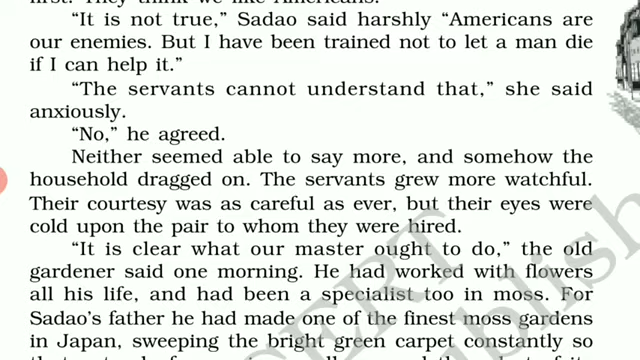 first. They think we like Americans.”
“It is not true,” Sadao said harshly “Americans are
our enemies. But I have been trained not to let a man die
if I can help it.”
“The servants cannot understand that,” she said
anxiously.
“No,” he agreed.
Neither seemed able to say more, and somehow the
household dragged on. The servants grew more watchful.
Their courtesy was as careful as ever, but their eyes were
cold upon the pair to whom they were hired.
“It is clear what our master ought to do,” the old
gardener said one morning. He had worked with flowers
all his life, and had been a specialist too in moss. For
Sadao’s father he had made one of the finest moss gardens
in Japan, sweeping the bright green carpet constantly so